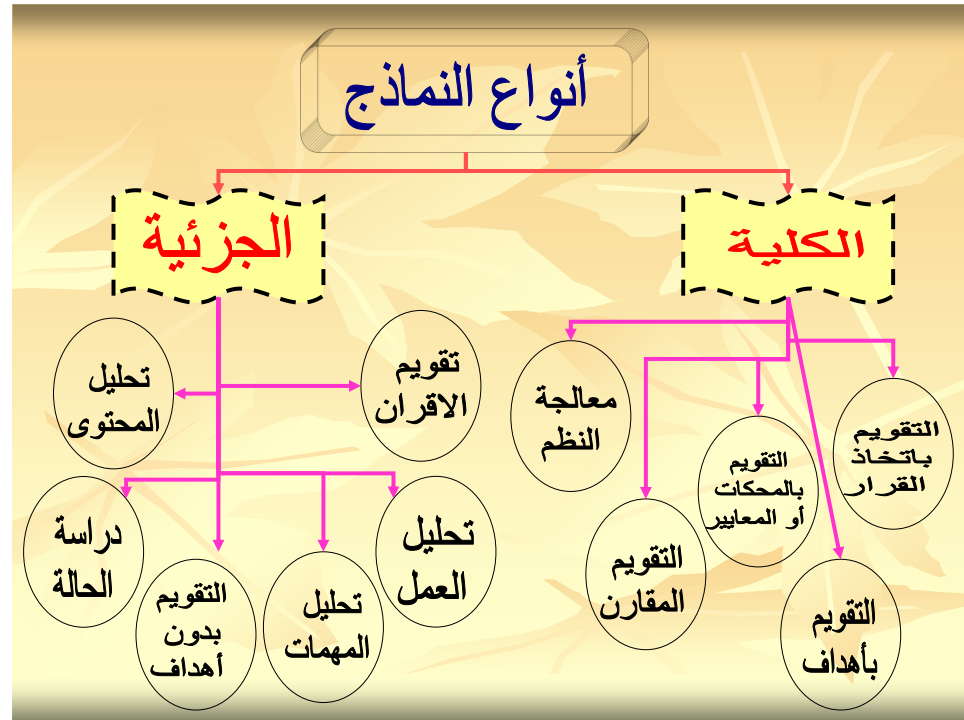 أنواع النماذج
الكلية
الجزئية
التقويم
باتخاذ
القرار
التقويم
بأهداف
التقويم
بالمحكات
أو المعايير
التقويم
المقارن
معالجة
النظم
تقويم
الاقران
تحليل
المحتوى
تحليل
العمل
تحليل
المهمات
التقويم
بدون
أهداف
دراسة
الحالة